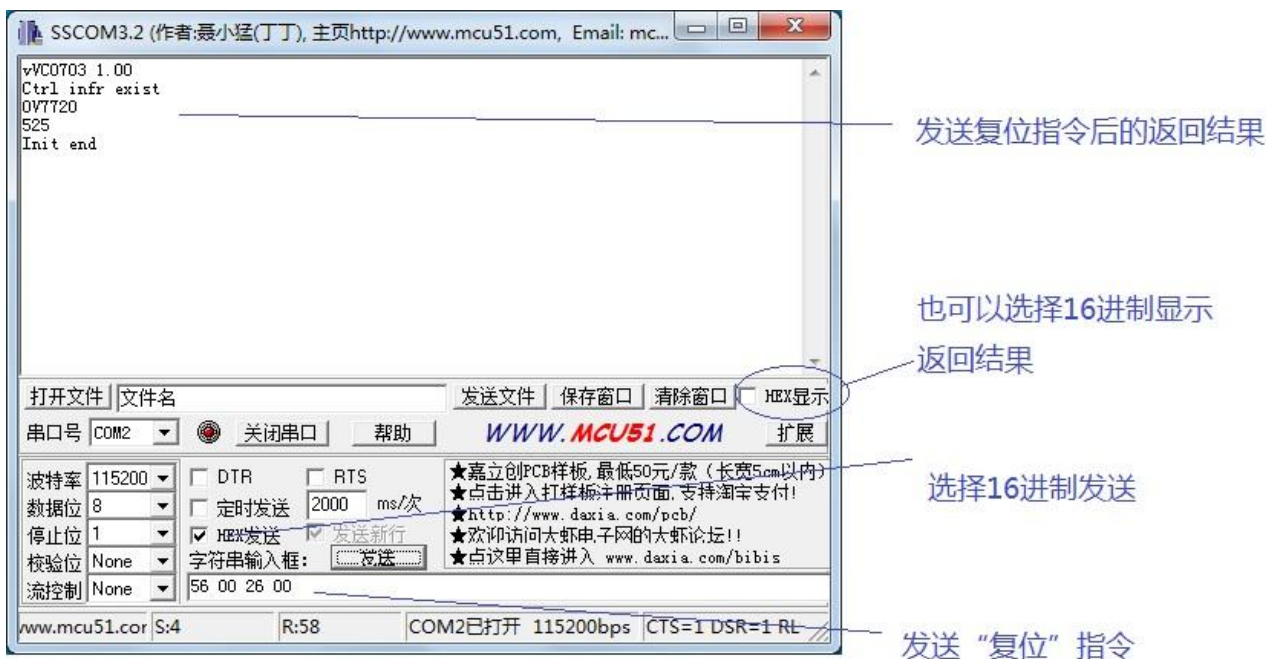 SSCOM3.2 (作者:聂小猛(丁丁), 主页http://www.mcu51.com, Email: mc...
vVC0703 1.00
Ctrl infr exist
OV7720
525
Init end
发送复位指令后的返回结果
也可以选择16进制显示
返回结果
打开文件 文件名 发送文件 保存窗口 清除窗口 HEX显示
串口号 COM2 关闭串口 帮助 WWW.MCU51.COM 扩展
波特率 115200 DTR RTS
数据位 8 定时发送 2000 ms/次
停止位 1 HEX发送 发送新行
校验位 None 字符串输入框: 发送
流控制 None 56 00 26 00
★嘉立创PCB样板,最低50元/款(长宽5cm以内)
★点击进入打样板注册页面,支持淘宝支付!
★http://www.daxia.com/pcb/
★欢迎访问大虾电子网的大虾论坛!!
★点这里直接进入 www.daxia.com/bibis
选择16进制发送
www.mcu51.cor S:4 R:58 COM2已打开 115200bps CTS=1 DSR=1 RL
发送“复位”指令